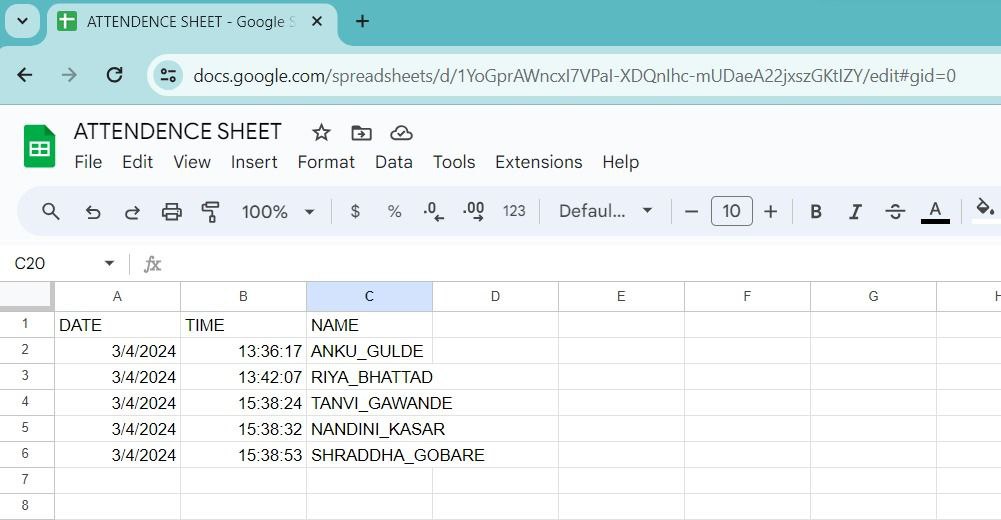 ATTENDENCE SHEET - Google S
docs.google.com/spreadsheets/d/1YoGprAWncxI7VPaI-XDQnIhc-mUDaeA22jxszGKtIZY/edit#gid=0
ATTENDENCE SHEET
File Edit View Insert Format Data Tools Extensions Help
100% $ % .0 .00 123 Defaul... 10 B I S A
C20 fx
A B C D E F G H
1 DATE TIME NAME
2 3/4/2024 13:36:17 ANKU_GULDE
3 3/4/2024 13:42:07 RIYA_BHATTAD
4 3/4/2024 15:38:24 TANVI_GAWANDE
5 3/4/2024 15:38:32 NANDINI_KASAR
6 3/4/2024 15:38:53 SHRADDHA_GOBARE
7
8